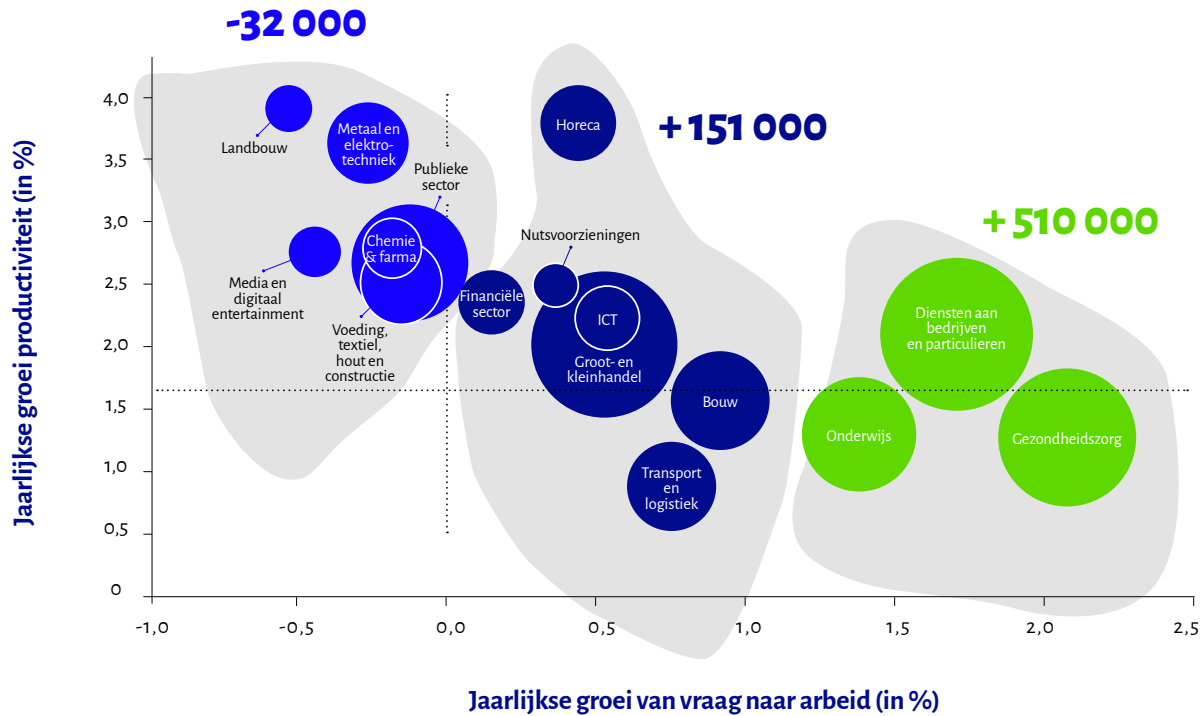 -32 000
+ 151 000
+ 510 000
Jaarlijkse groei productiviteit (in %)
4,0
3,5
3,0
2,5
2,0
1,5
1,0
0,5
0
Landbouw
Metaal en
elektro-
techniek
Publieke
sector
Chemie
& farma
Media en
digitaal
entertainment
Voeding,
textiel,
hout en
constructie
Horeca
Nutsvoorzieningen
Financiële
sector
ICT
Groot- en
kleinhandel
Bouw
Transport
en
logistiek
Diensten aan
bedrijven
en particulieren
Onderwijs
Gezondheidszorg
-1,0
-0,5
0,0
0,5
1,0
1,5
2,0
2,5
Jaarlijkse groei van vraag naar arbeid (in %)